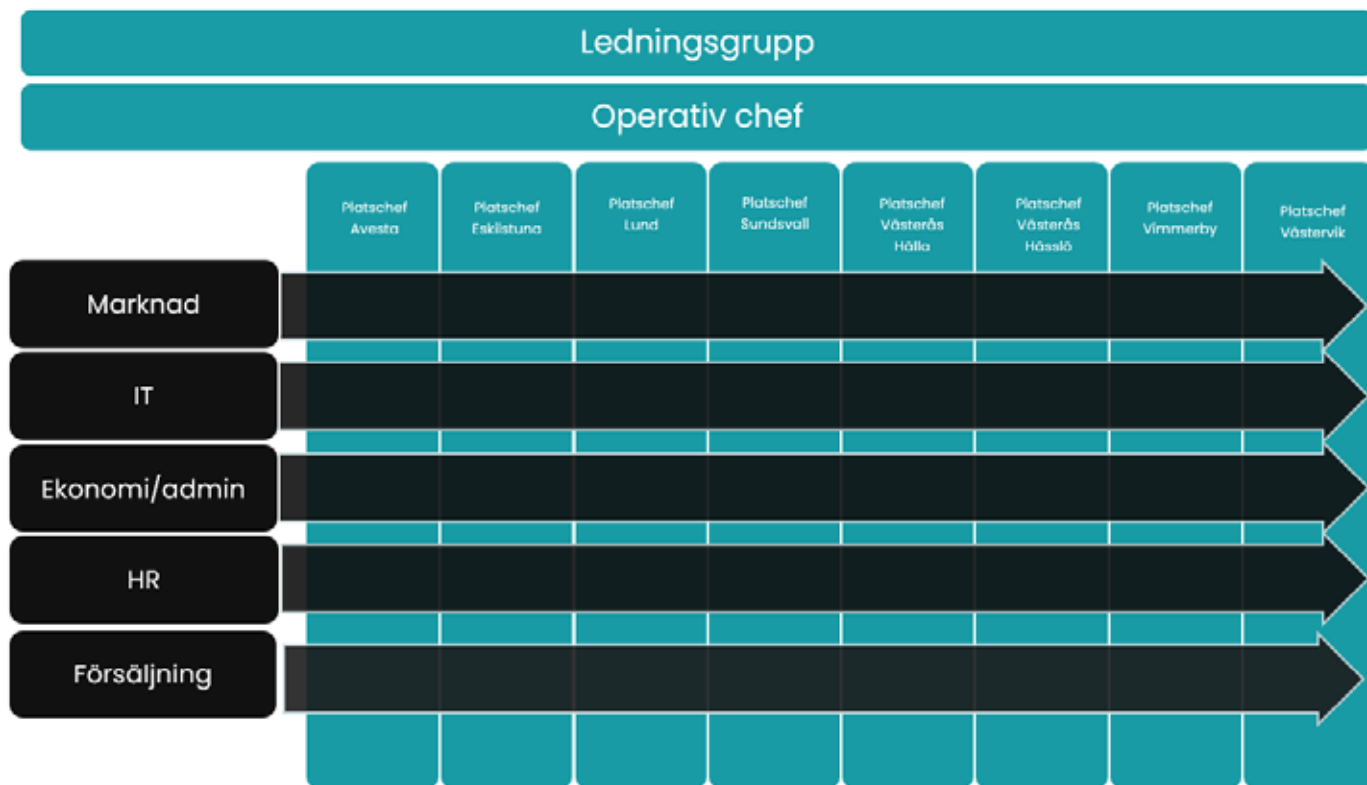 Ledningsgrupp
Operativ chef
Platschef
Avesta
Platschef
Eskilstuna
Platschef
Lund
Platschef
Sundsvall
Platschef
Västerås
Hälla
Platschef
Västerås
Hässlö
Platschef
Vimmerby
Platschef
Västervik
Marknad
IT
Ekonomi/admin
HR
Försäljning